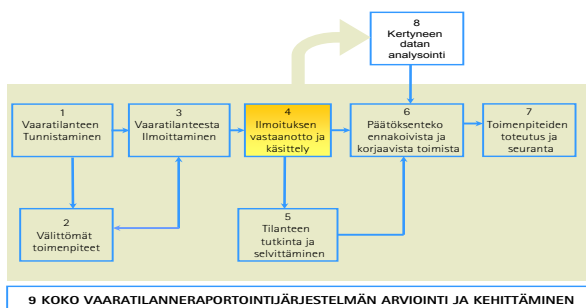 8
Kertyneen
datan
analysointi
1
Vaaratilanteen
Tunnistaminen
3
Vaaratilanteesta
Ilmoittaminen
4
Ilmoituksen
vastaanotto ja
käsittely
6
Päätöksenteko
ennakoivista ja
korjaavista toimista
7
Toimenpiteiden
toteutus ja
seuranta
2
Välittömät
toimenpiteet
5
Tilanteen
tutkinta ja
selvittäminen
9 KOKO VAARATILANNERAPORTOINTIJÄRJESTELMÄN ARVIOINTI JA KEHITTÄMINEN